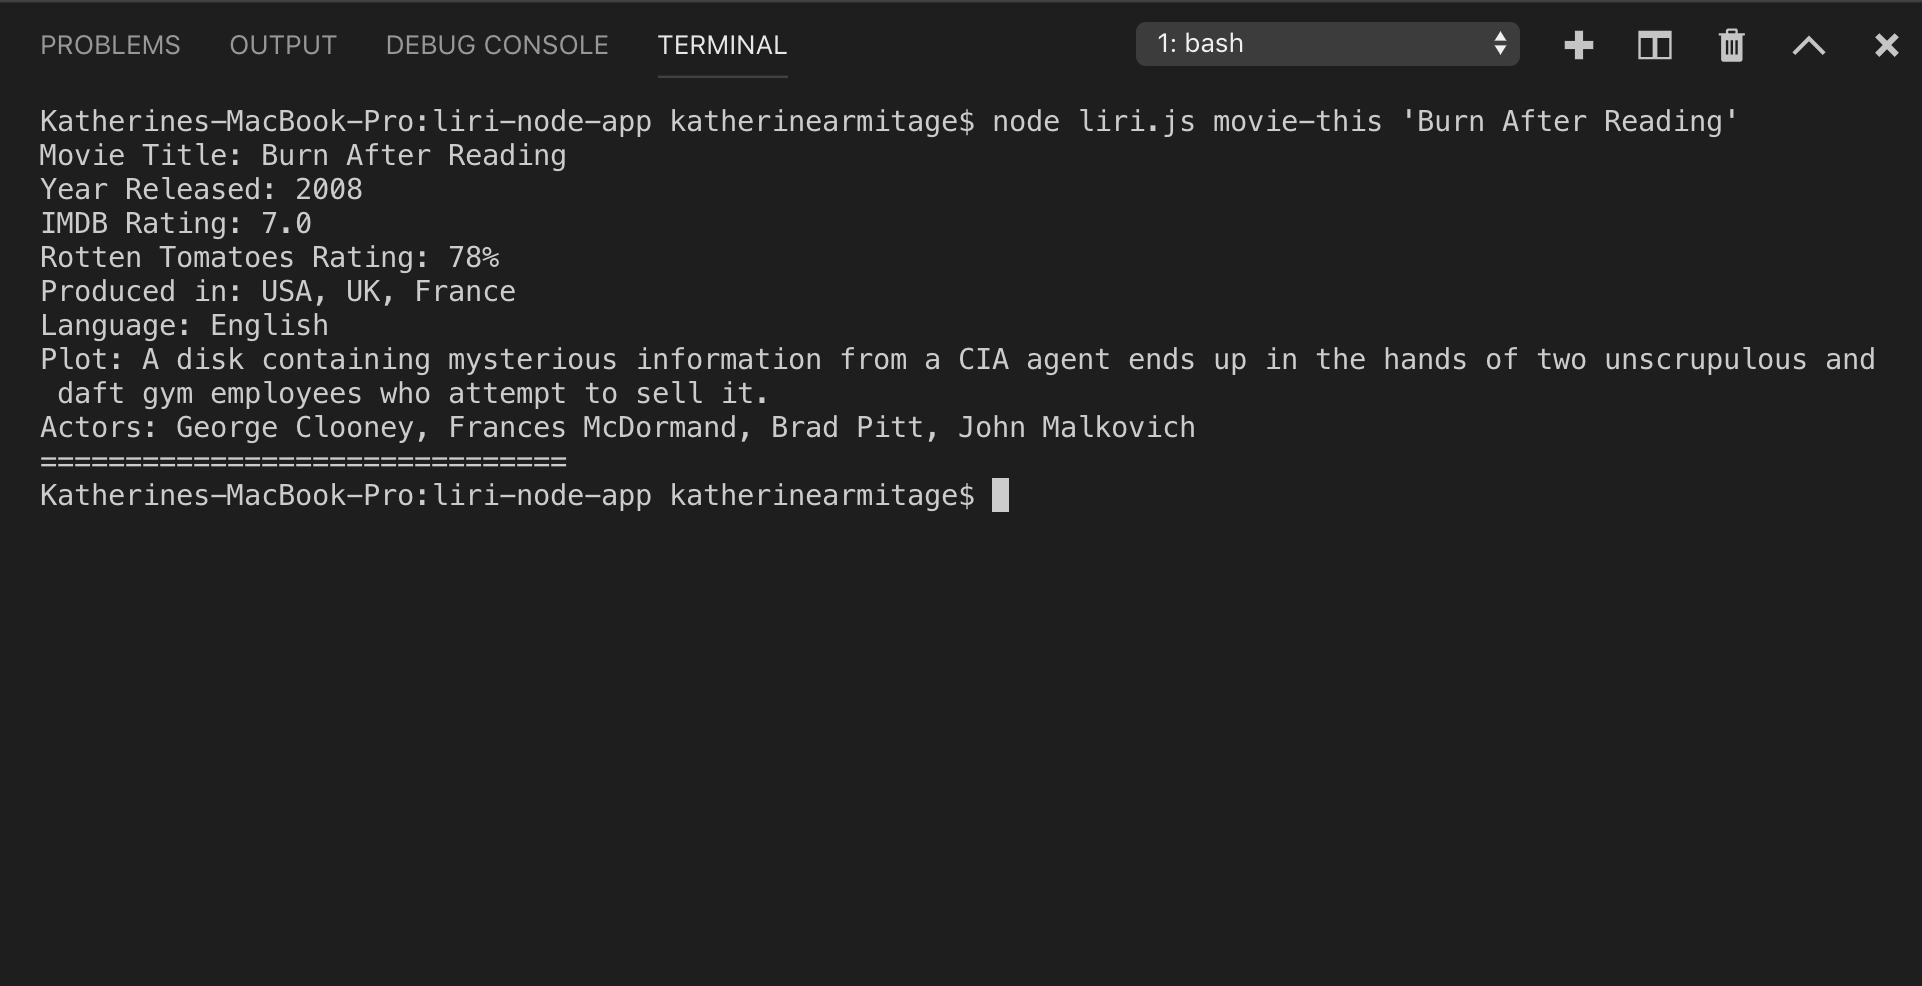 PROBLEMS OUTPUT DEBUG CONSOLE TERMINAL 1: bash
Katherines-MacBook-Pro:liri-node-app katherinearmitage$ node liri.js movie-this 'Burn After Reading'
Movie Title: Burn After Reading
Year Released: 2008
IMDB Rating: 7.0
Rotten Tomatoes Rating: 78%
Produced in: USA, UK, France
Language: English
Plot: A disk containing mysterious information from a CIA agent ends up in the hands of two unscrupulous and
 daft gym employees who attempt to sell it.
Actors: George Clooney, Frances McDormand, Brad Pitt, John Malkovich
===============================
Katherines-MacBook-Pro:liri-node-app katherinearmitage$